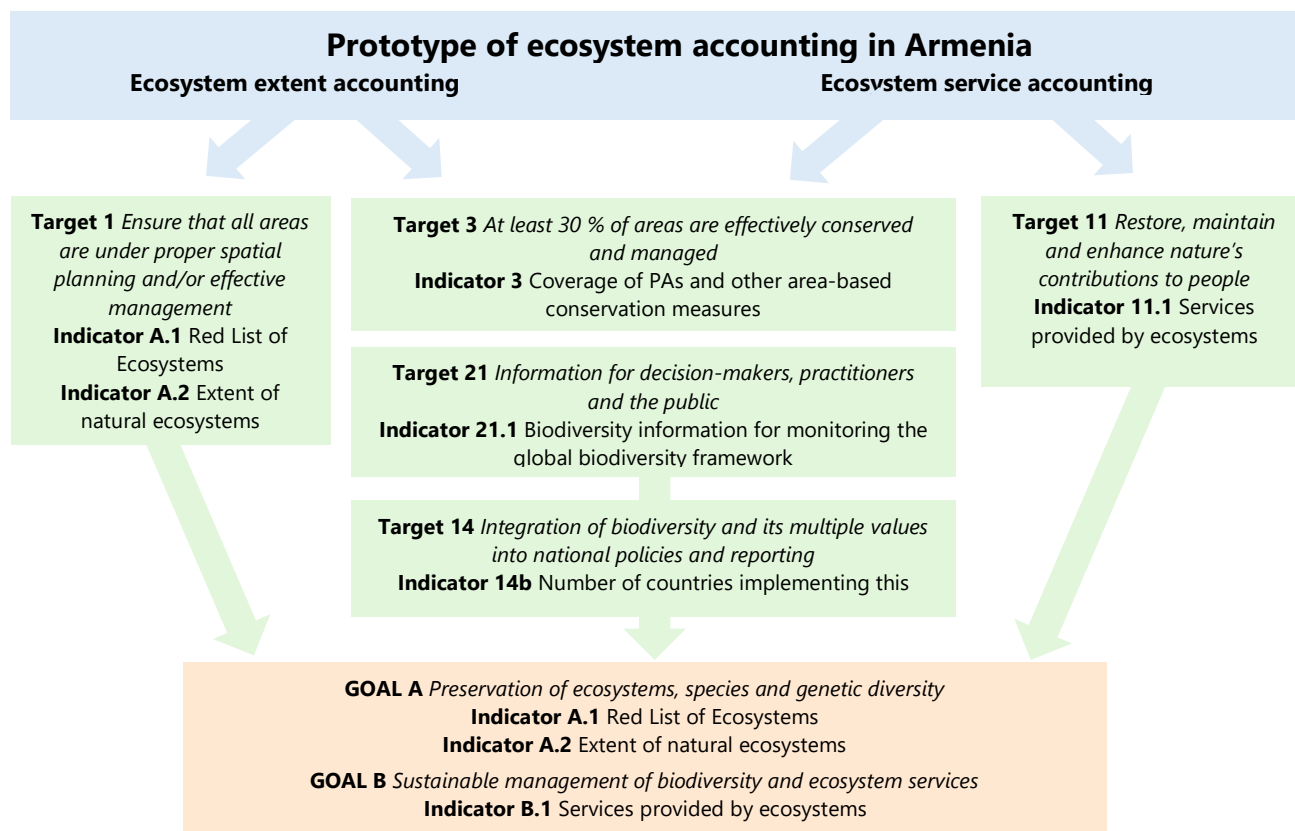 Prototype of ecosystem accounting in Armenia
Ecosystem extent accounting
Ecosystem service accounting
Target 1 Ensure that all areas
are under proper spatial
planning and/or effective
management
Indicator A.1 Red List of
Ecosystems
Indicator A.2 Extent of
natural ecosystems
Target 3 At least 30 % of areas are effectively conserved
and managed
Indicator 3 Coverage of PAs and other area-based
conservation measures
Target 21 Information for decision-makers, practitioners
and the public
Indicator 21.1 Biodiversity information for monitoring the
global biodiversity framework
Target 14 Integration of biodiversity and its multiple values
into national policies and reporting
Indicator 14b Number of countries implementing this
Target 11 Restore, maintain
and enhance nature's
contributions to people
Indicator 11.1 Services
provided by ecosystems
GOAL A Preservation of ecosystems, species and genetic diversity
Indicator A.1 Red List of Ecosystems
Indicator A.2 Extent of natural ecosystems
GOAL B Sustainable management of biodiversity and ecosystem services
Indicator B.1 Services provided by ecosystems